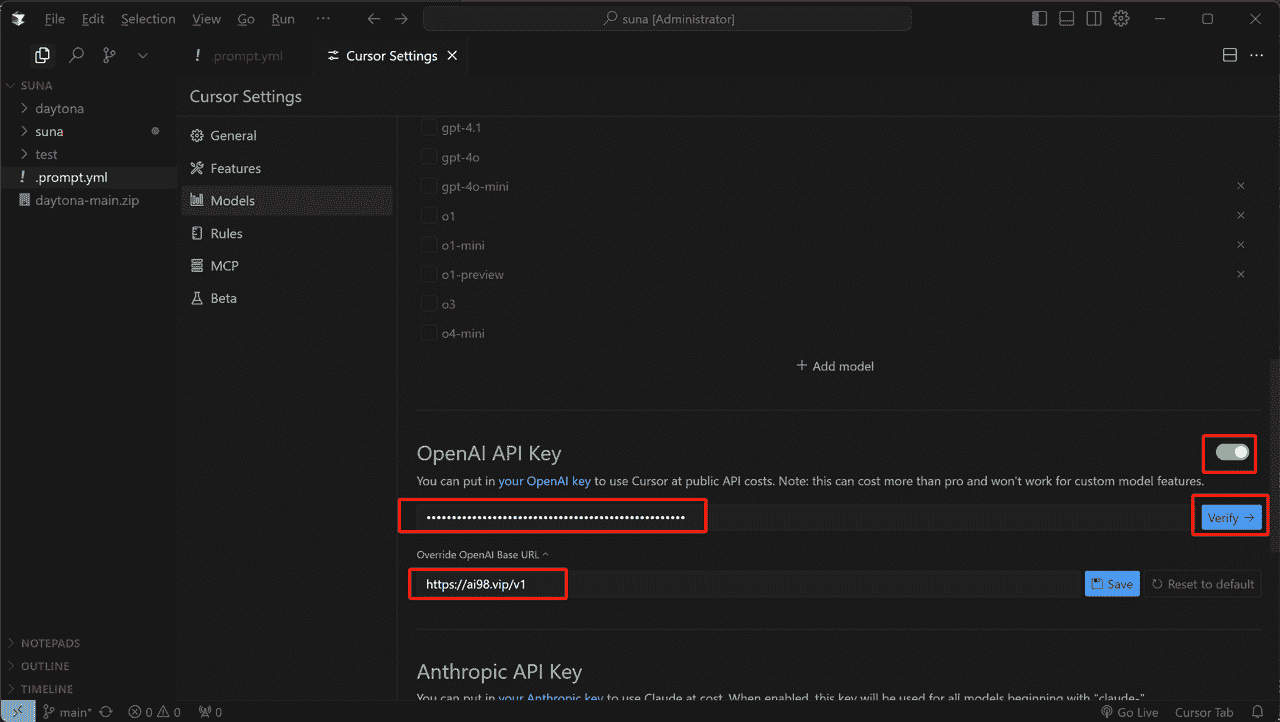 File Edit Selection View Go Run ··· suna [Administrator]
.prompt.yml Cursor Settings
SUNA
daytona
suna
test
! .prompt.yml
daytona-main.zip
NOTEPADS
OUTLINE
TIMELINE
Cursor Settings
General
Features
Models
Rules
MCP
Beta
gpt-4.1
gpt-4o
gpt-4o-mini
o1
o1-mini
o1-preview
o3
o4-mini
+ Add model
OpenAI API Key
You can put in your OpenAI key to use Cursor at public API costs. Note: this can cost more than pro and won't work for custom model features.
••••••••••••••••••••••••••••••••••••••••••••••••••• Verify →
Override OpenAI Base URL
https://ai98.vip/v1 Save Reset to default
Anthropic API Key
You can put in your Anthropic key to use Claude at cost. When enabled, this key will be used for all models beginning with "claude-"
main* 0 0 0 Go Live Cursor Tab